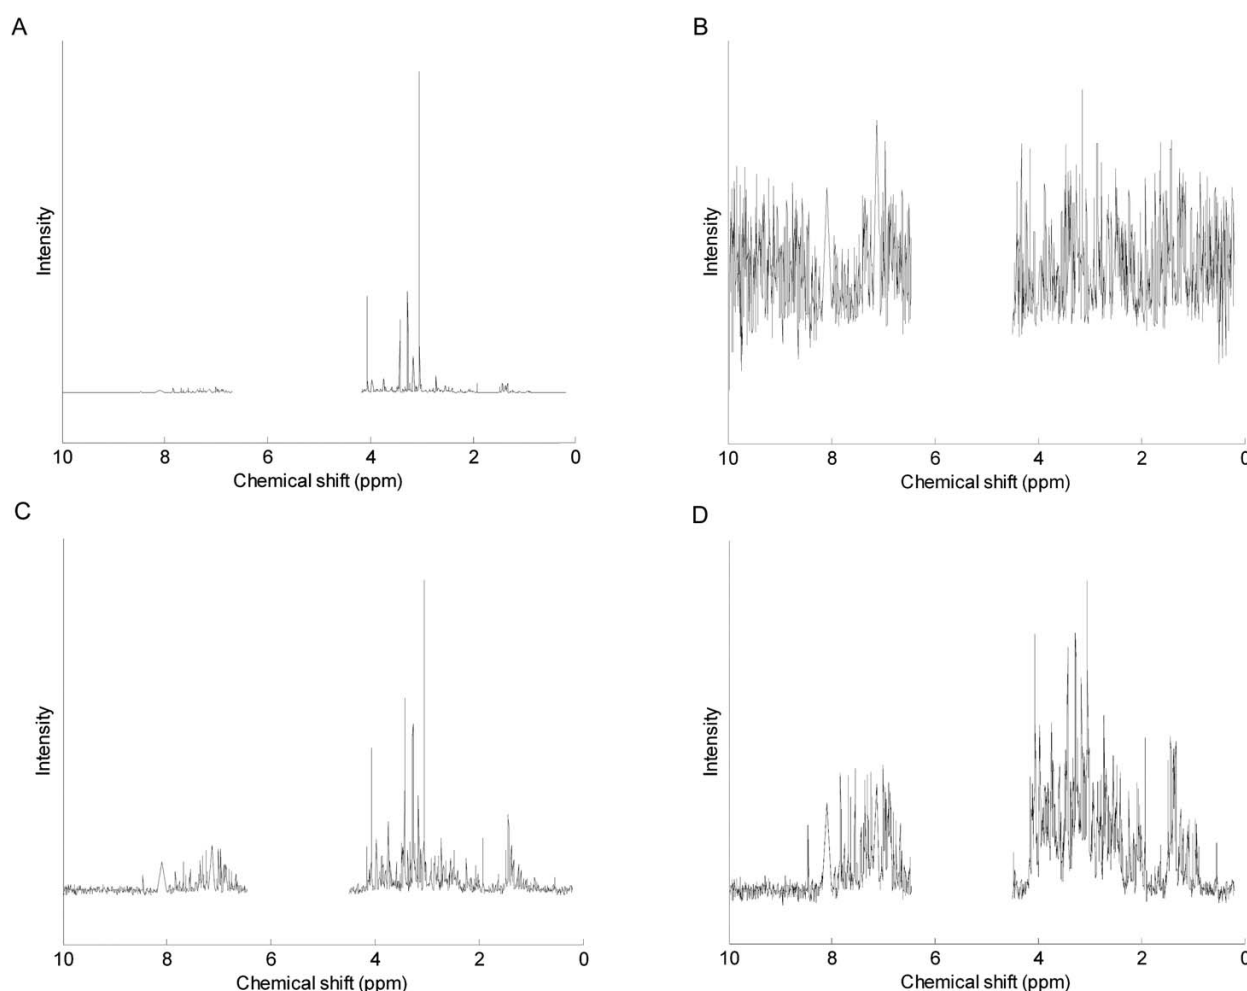 A
Intensity
10 8 6 4 2 0
Chemical shift (ppm)
B
Intensity
10 8 6 4 2 0
Chemical shift (ppm)
C
Intensity
10 8 6 4 2 0
Chemical shift (ppm)
D
Intensity
10 8 6 4 2 0
Chemical shift (ppm)